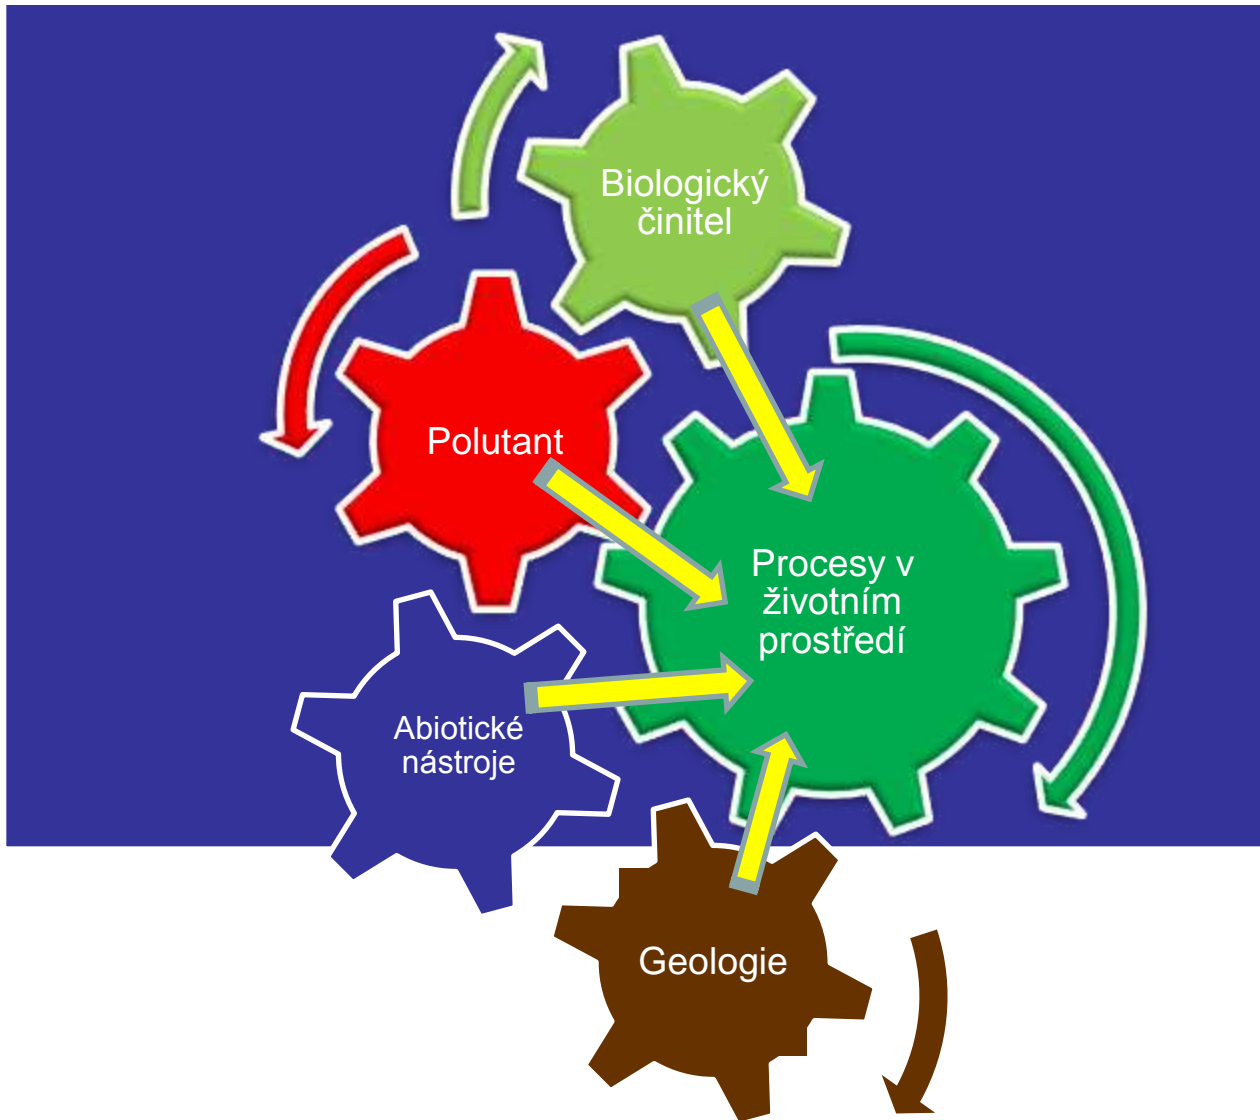 Biologický
činitel
Polutant
Procesy v
životním
prostředí
Abiotické
nástroje
Geologie